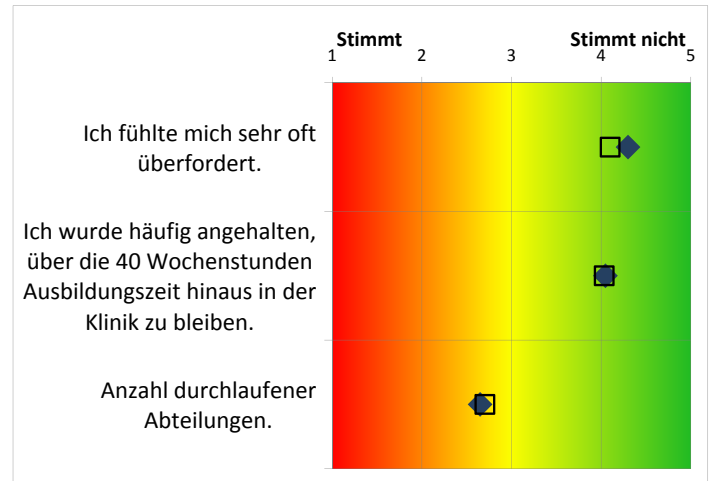 Stimmt Stimmt nicht
1 2 3 4 5
Ich fühlte mich sehr oft
überfordert.
Ich wurde häufig angehalten,
über die 40 Wochenstunden
Ausbildungszeit hinaus in der
Klinik zu bleiben.
Anzahl durchlaufener
Abteilungen.